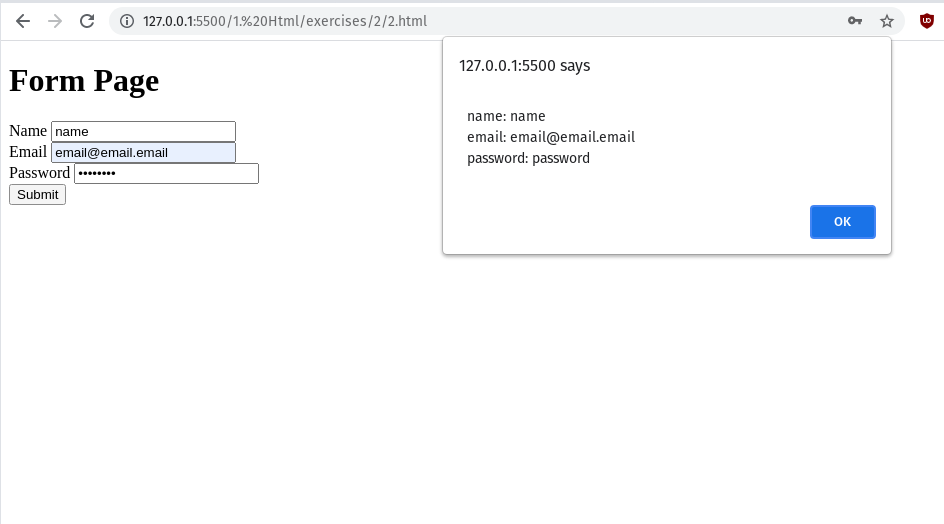 127.0.0.1:5500/1.%20Html/exercises/2/2.html
127.0.0.1:5500 says
name: name
email: email@email.email
password: password
OK
Form Page
Name name
Email email@email.email
Password ••••••••
Submit